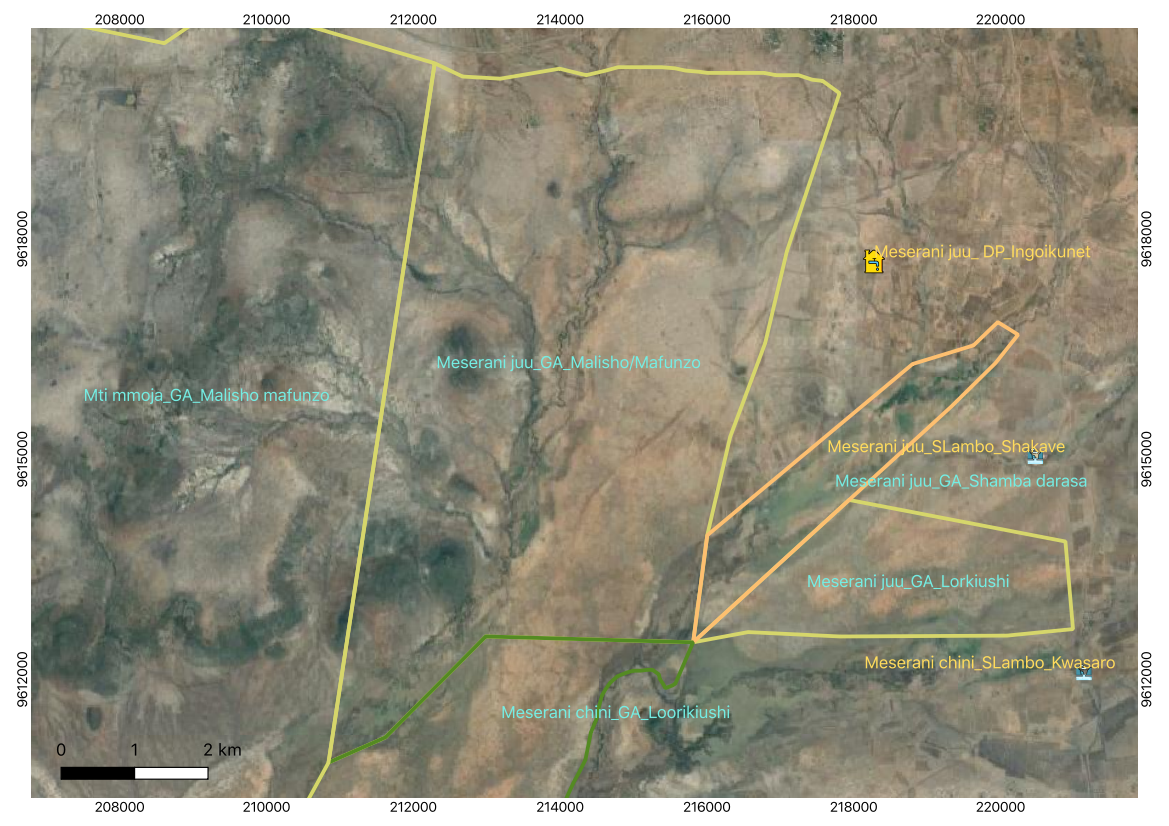 208000 210000 212000 214000 216000 218000 220000
9618000 9618000
Meserani juu_ DP_Ingoikunet
Meserani juu_GA_Malisho/Mafunzo
Mti mmoja_GA_Malisho mafunzo
Meserani juu_SLambo_Shakave
9615000 9615000
Meserani juu_GA_Shamba darasa
Meserani juu_GA_Lorkiushi
Meserani chini_SLambo_Kwasaro
9612000 9612000
Meserani chini_GA_Loorikiushi
0 1 2 km
208000 210000 212000 214000 216000 218000 220000